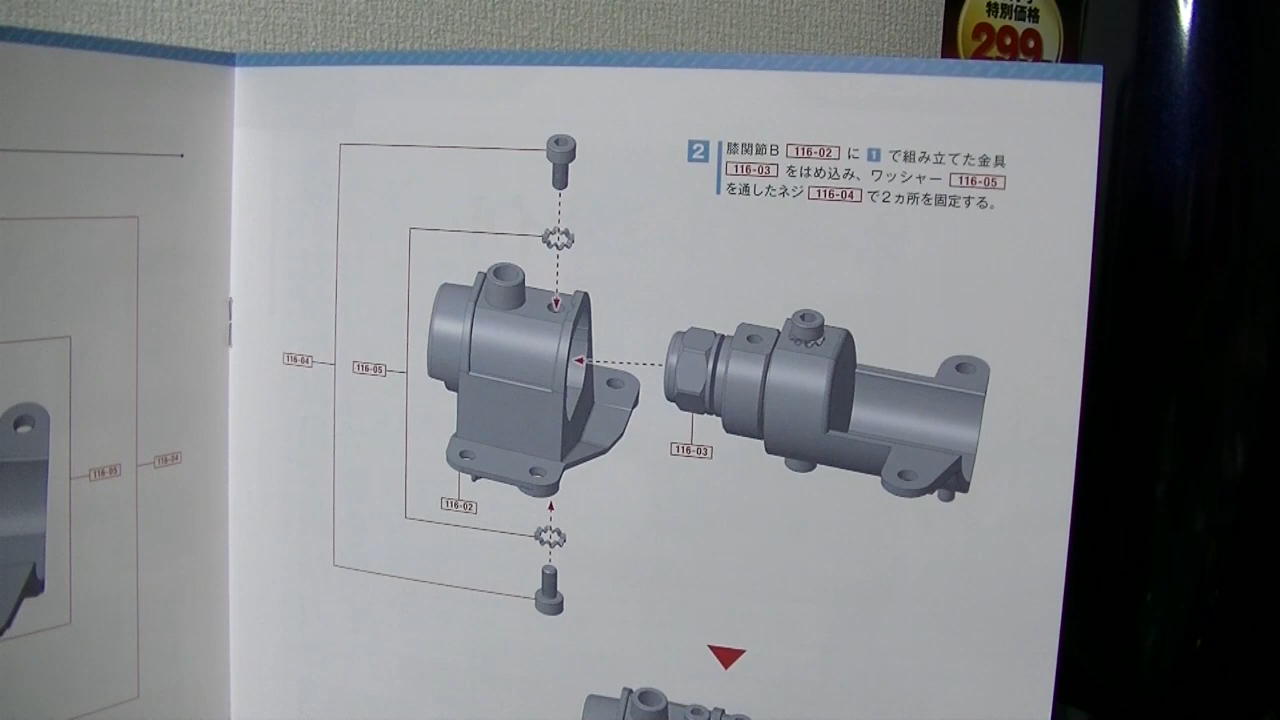 特別価格
299
2 膝関節B 116-02 に 1 で組み立てた金具
116-03 をはめ込み、ワッシャー 116-05
を通したネジ 116-04 で2ヵ所を固定する。
116-04
116-05
116-03
116-02
116-05
116-04